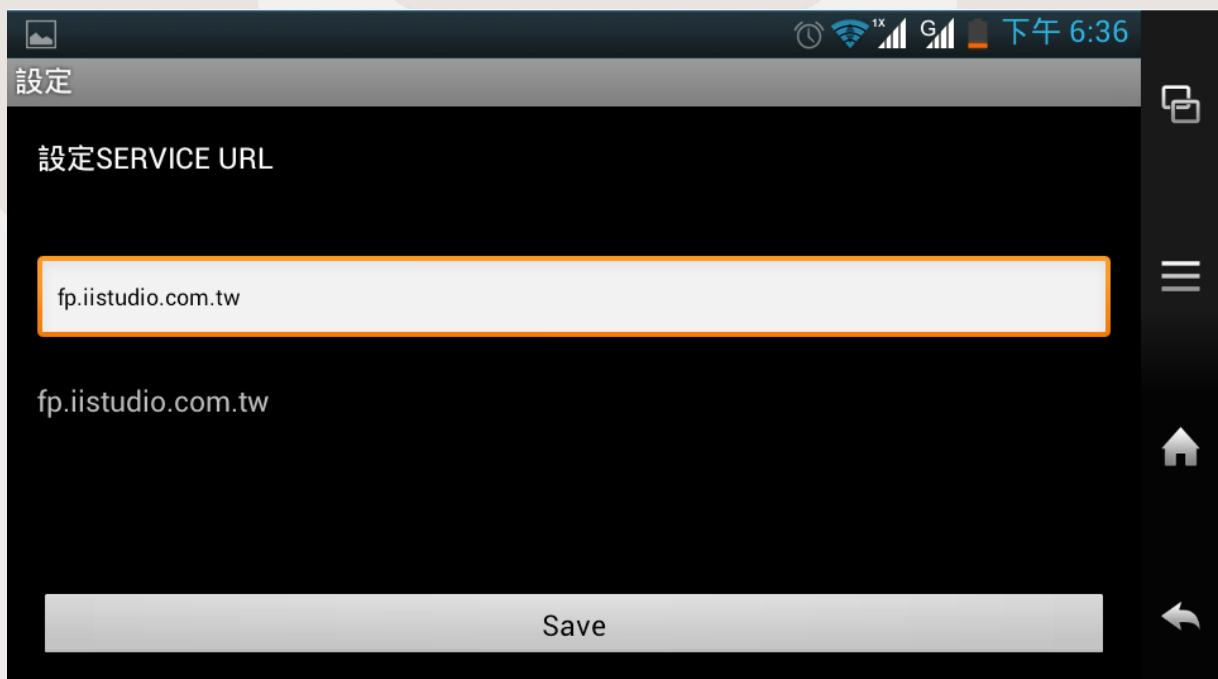 1X
G
下午 6:36
設定
設定SERVICE URL
fp.iistudio.com.tw
fp.iistudio.com.tw
Save